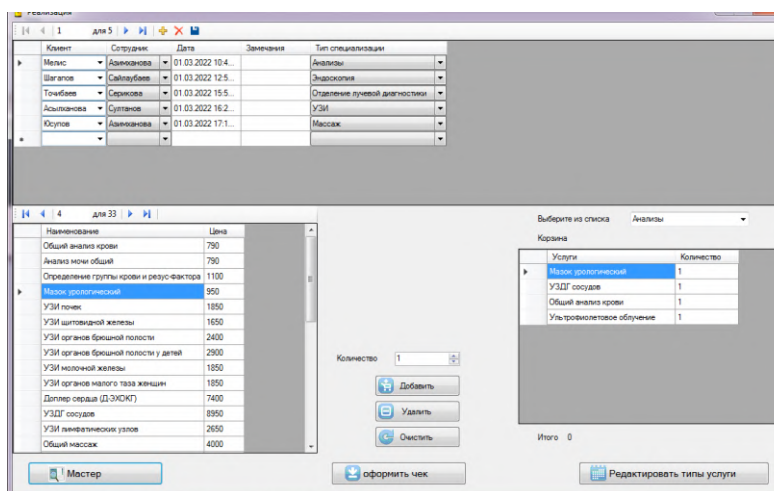 Реализация
1 для 5
Клиент Сотрудник Дата Замечания Тип специализации
Мелис Азимханова 01.03.2022 10:4... Анализы
Шагапов Сайлаубаев 01.03.2022 12:5... Эндоскопия
Точибаев Серикова 01.03.2022 15:5... Отделение лучевой диагностики
Асылханова Султанов 01.03.2022 16:2... УЗИ
Юсупов Азимханова 01.03.2022 17:1... Массаж
4 для 33
Наименование Цена
Общий анализ крови 790
Анализ мочи общий 790
Определение группы крови и резус-фактора 1100
Мазок урологический 950
УЗИ почек 1850
УЗИ щитовидной железы 1650
УЗИ органов брюшной полости 2400
УЗИ органов брюшной полости у детей 2900
УЗИ молочной железы 1850
УЗИ органов малого таза женщин 1850
Доплер сердца (Д-ЭХОКГ) 7400
УЗДГ сосудов 8950
УЗИ лимфатических узлов 2650
Общий массаж 4000
Количество 1
Добавить
Удалить
Очистить
Выберите из списка Анализы
Корзина
Услуги Количество
Мазок урологический 1
УЗДГ сосудов 1
Общий анализ крови 1
Ультрофиолетовое облучение 1
Итого 0
Мастер
оформить чек
Редактировать типы услуги